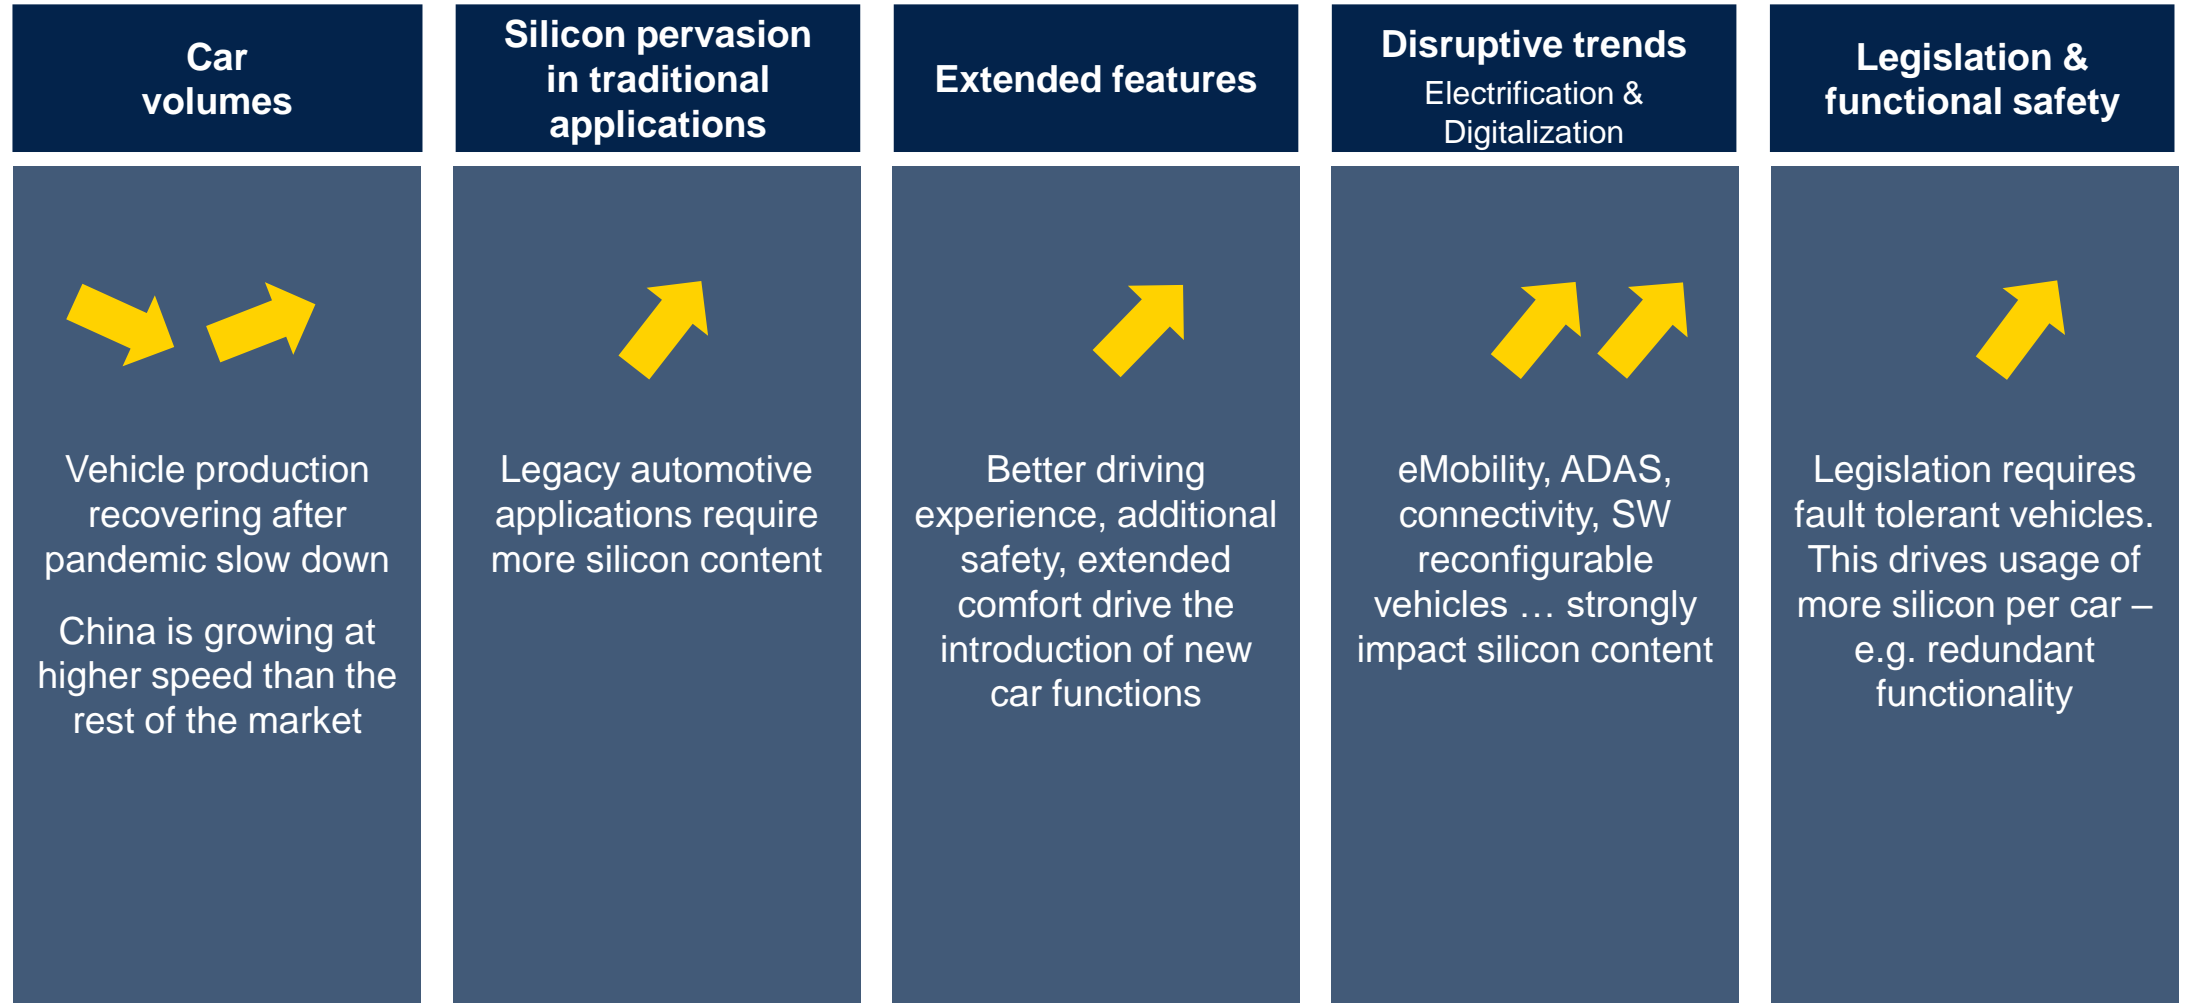 Car
volumes
Silicon pervasion
in traditional
applications
Extended features
Disruptive trends
Electrification &
Digitalization
Legislation &
functional safety
Vehicle production
recovering after
pandemic slow down
China is growing at
higher speed than the
rest of the market
Legacy automotive
applications require
more silicon content
Better driving
experience, additional
safety, extended
comfort drive the
introduction of new
car functions
eMobility, ADAS,
connectivity, SW
reconfigurable
vehicles … strongly
impact silicon content
Legislation requires
fault tolerant vehicles.
This drives usage of
more silicon per car –
e.g. redundant
functionality